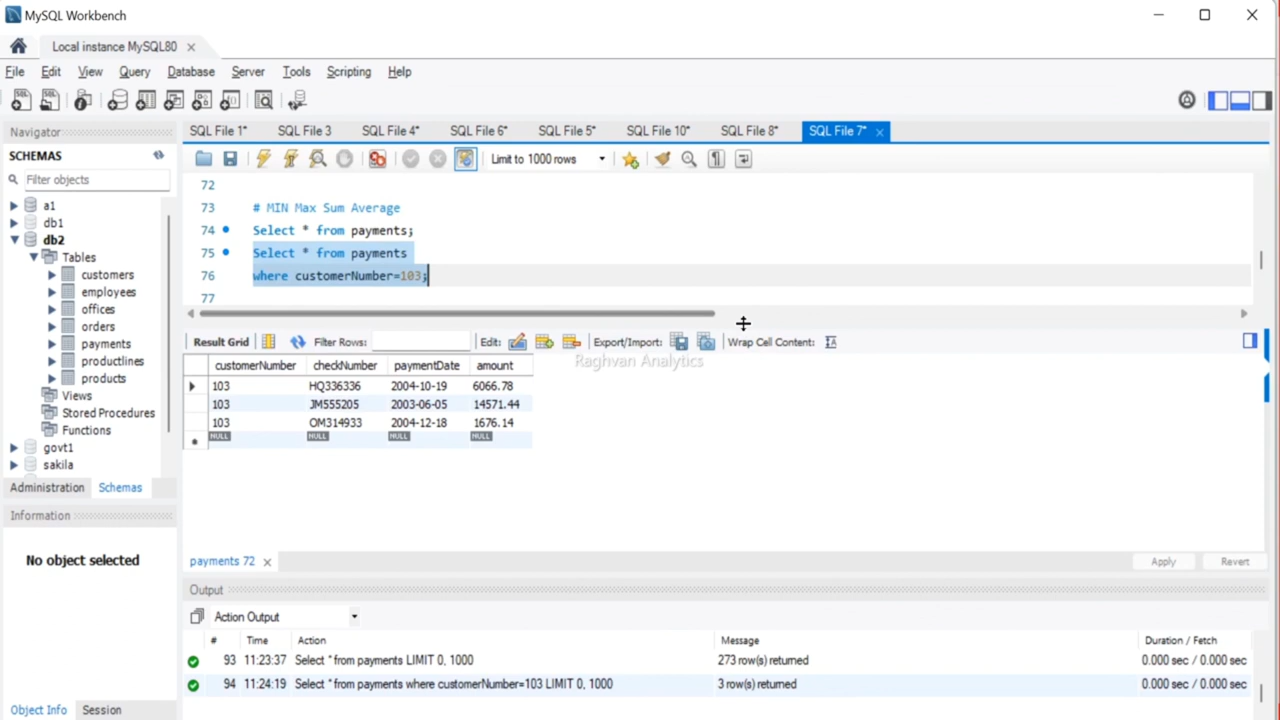 MySQL Workbench
Local instance MySQL80
File Edit View Query Database Server Tools Scripting Help
Navigator
SCHEMAS
Filter objects
a1
db1
db2
Tables
customers
employees
offices
orders
payments
productlines
products
Views
Stored Procedures
Functions
govt1
sakila
Administration Schemas
Information
No object selected
Object Info Session
SQL File 1* SQL File 3 SQL File 4* SQL File 6* SQL File 5* SQL File 10* SQL File 8* SQL File 7*
Limit to 1000 rows
72
73 # MIN Max Sum Average
74 Select * from payments;
75 Select * from payments
76 where customerNumber=103;
77
Result Grid Filter Rows: Edit: Export/Import: Wrap Cell Content:
Raghvan Analytics
customerNumber checkNumber paymentDate amount
103 HQ336336 2004-10-19 6066.78
103 JM555205 2003-06-05 14571.44
103 OM314933 2004-12-18 1676.14
NULL NULL NULL NULL
payments 72 Apply Revert
Output
Action Output
# Time Action Message Duration / Fetch
93 11:23:37 Select * from payments LIMIT 0, 1000 273 row(s) returned 0.000 sec / 0.000 sec
94 11:24:19 Select * from payments where customerNumber=103 LIMIT 0, 1000 3 row(s) returned 0.000 sec / 0.000 sec